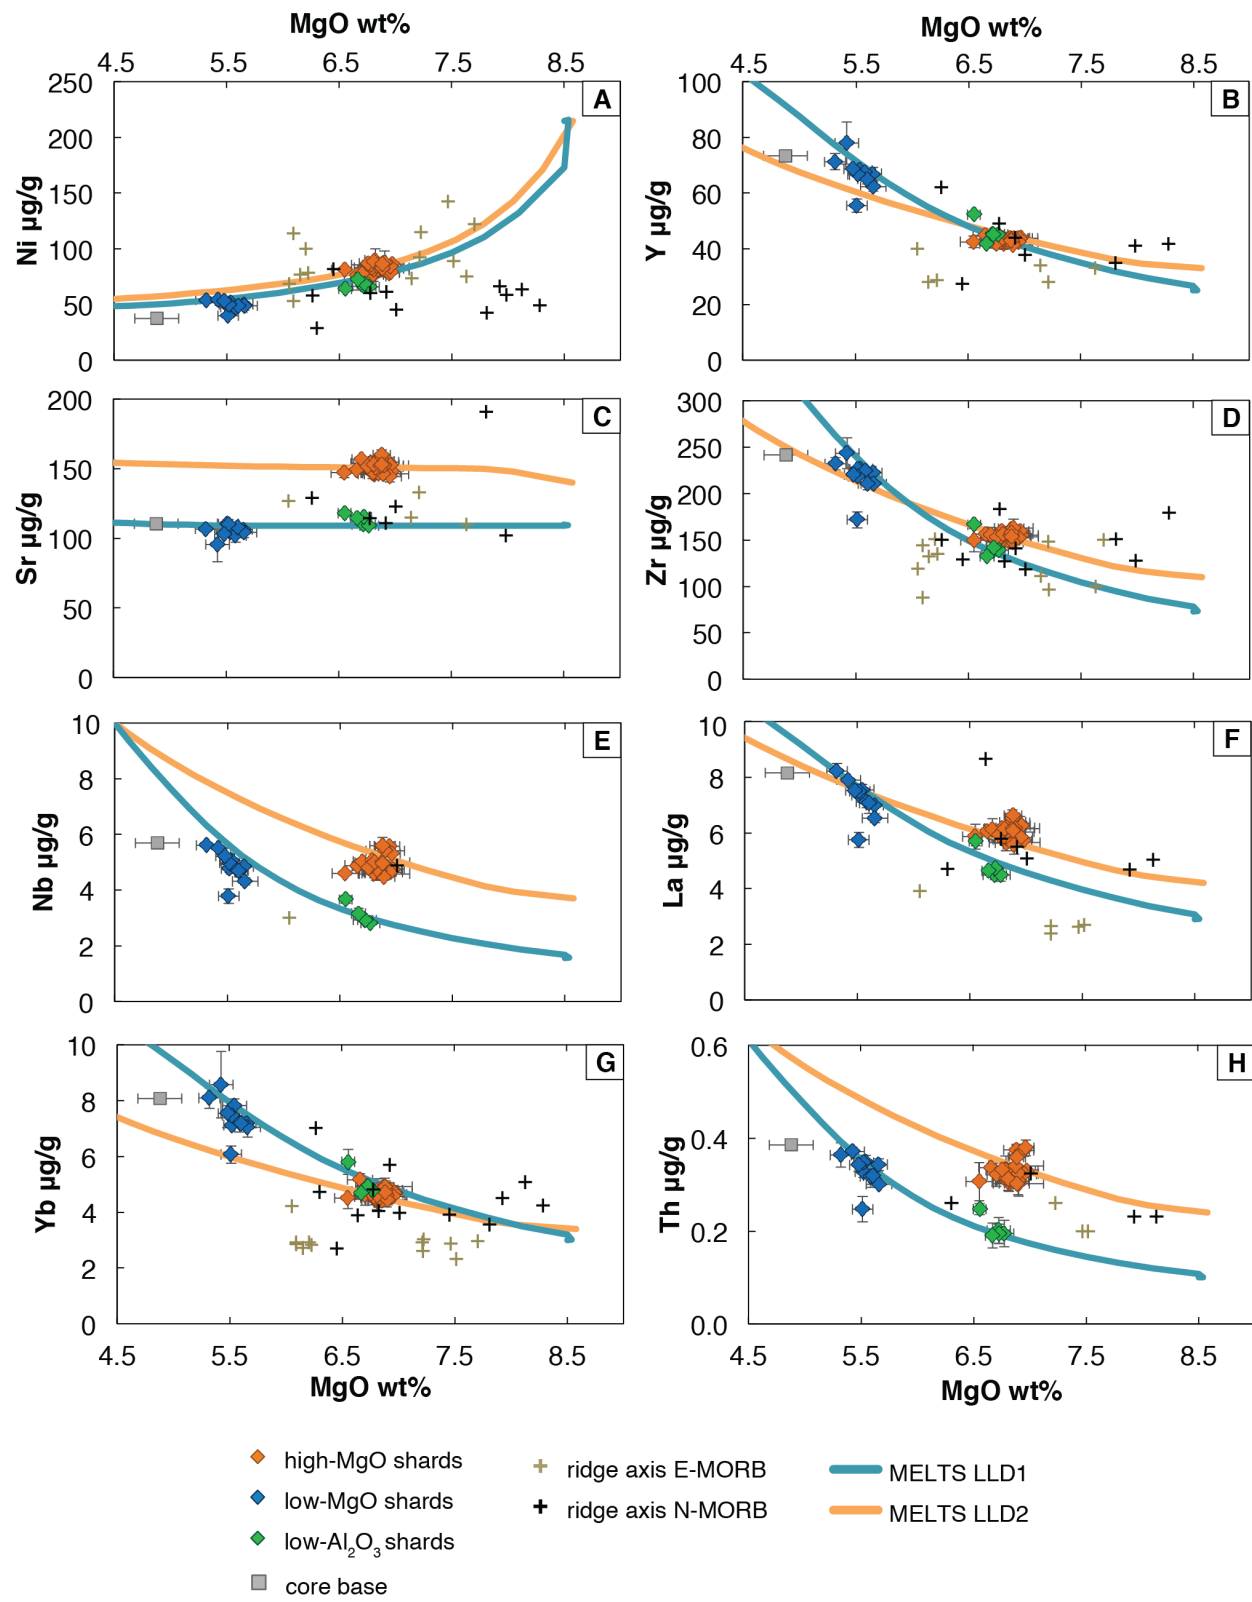 MgO wt%
MgO wt%
4.5 5.5 6.5 7.5 8.5
4.5 5.5 6.5 7.5 8.5
A
250
200
150
100
50
0
Ni µg/g
B
100
80
60
40
20
0
Y µg/g
C
200
150
100
50
0
Sr µg/g
D
300
250
200
150
100
50
0
Zr µg/g
E
10
8
6
4
2
0
Nb µg/g
F
10
8
6
4
2
0
La µg/g
G
10
8
6
4
2
0
Yb µg/g
H
0.6
0.4
0.2
0.0
Th µg/g
4.5 5.5 6.5 7.5 8.5
4.5 5.5 6.5 7.5 8.5
MgO wt%
MgO wt%
high-MgO shards
low-MgO shards
low-Al₂O₃ shards
core base
ridge axis E-MORB
ridge axis N-MORB
MELTS LLD1
MELTS LLD2